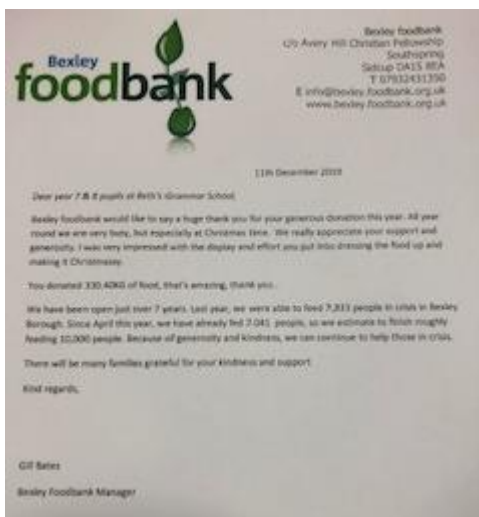 Bexley
foodbank
Bexley foodbank
c/o Avery Hill Christian Fellowship
Southspring
Sidcup DA15 8EA
T 07932431350
E info@bexley.foodbank.org.uk
www.bexley.foodbank.org.uk
11th December 2019
Dear year 7 & 8 pupils at Beth's Grammar School,
Bexley foodbank would like to say a huge thank you for your generous donation this year. All year
round we are very busy, but especially at Christmas time. We really appreciate your support and
generosity. I was very impressed with the display and effort you put into dressing the food up and
making it Christmassy.
You donated 330.40KG of food, that's amazing, thank you.
We have been open just over 7 years. Last year, we were able to feed people in crisis in Bexley
Borough. Since April this year, we have already fed 7,041 people, so we estimate to finish roughly
feeding 10,000 people. Because of generosity and kindness, we can continue to help those in crisis.
There will be many families grateful for your kindness and support
Kind regards,
Gill Bates
Bexley Foodbank Manager